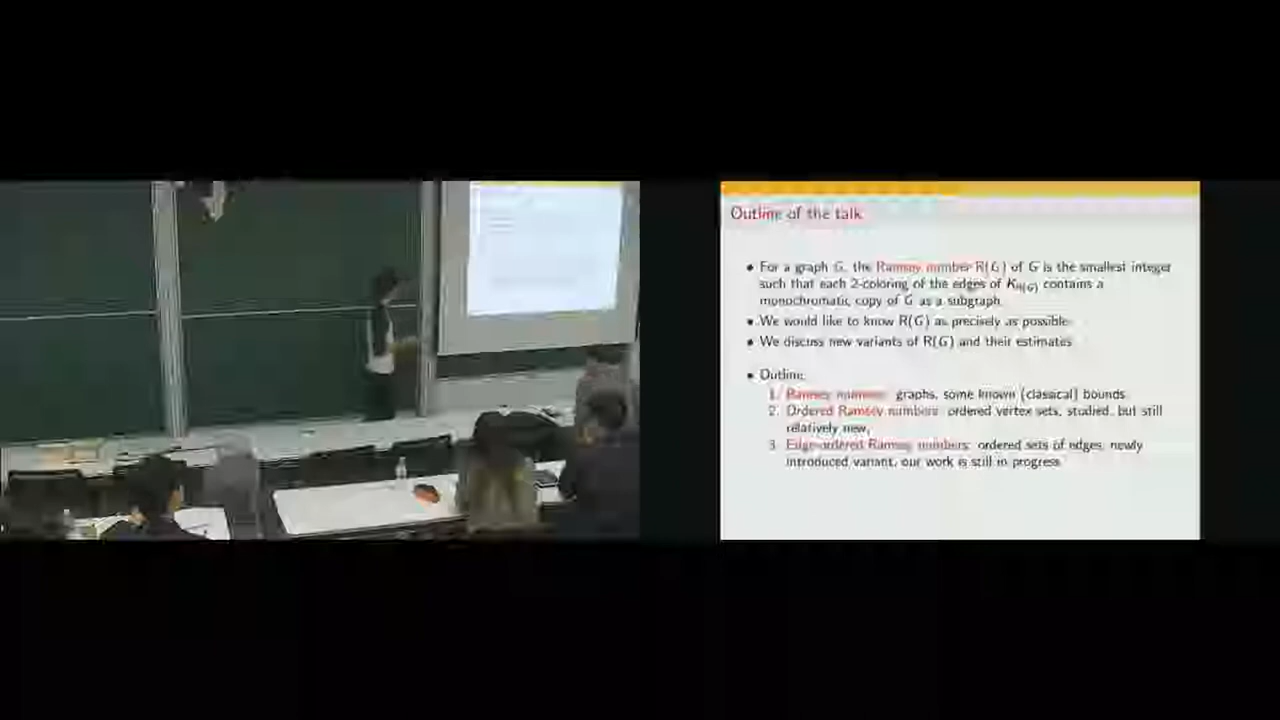 Outline of the talk
• For a graph G, the Ramsey number R(G) of G is the smallest integer
such that each 2-coloring of the edges of K_R(G) contains a
monochromatic copy of G as a subgraph.
• We would like to know R(G) as precisely as possible.
• We discuss new variants of R(G) and their estimates.
• Outline:
1. Ramsey numbers: graphs, some known (classical) bounds.
2. Ordered Ramsey numbers: ordered vertex sets, studied, but still
relatively new,
3. Edge-ordered Ramsey numbers: ordered sets of edges, newly
introduced variant, our work is still in progress.